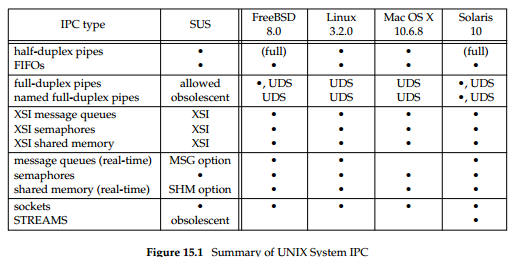 IPC type SUS FreeBSD 8.0 Linux 3.2.0 Mac OS X 10.6.8 Solaris 10
half-duplex pipes • (full) • • (full)
FIFOs • • • • •
full-duplex pipes allowed •, UDS UDS UDS •, UDS
named full-duplex pipes obsolescent UDS UDS UDS •, UDS
XSI message queues XSI • • • •
XSI semaphores XSI • • • •
XSI shared memory XSI • • • •
message queues (real-time) MSG option • • •
semaphores • • • • •
shared memory (real-time) SHM option • • • •
sockets • • • • •
STREAMS obsolescent •
Figure 15.1 Summary of UNIX System IPC